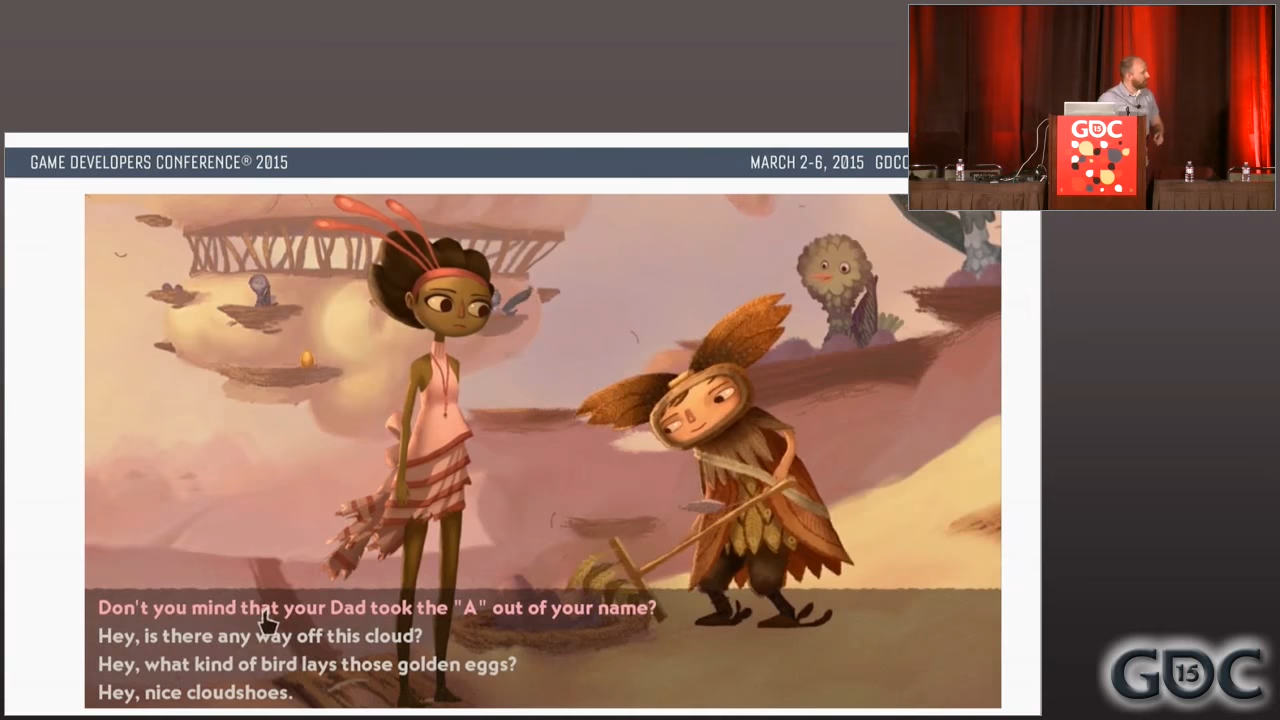 GAME DEVELOPERS CONFERENCE® 2015
MARCH 2-6, 2015 GDCO
GDC
15
Don't you mind that your Dad took the "A" out of your name?
Hey, is there any way off this cloud?
Hey, what kind of bird lays those golden eggs?
Hey, nice cloudshoes.
GDC
15